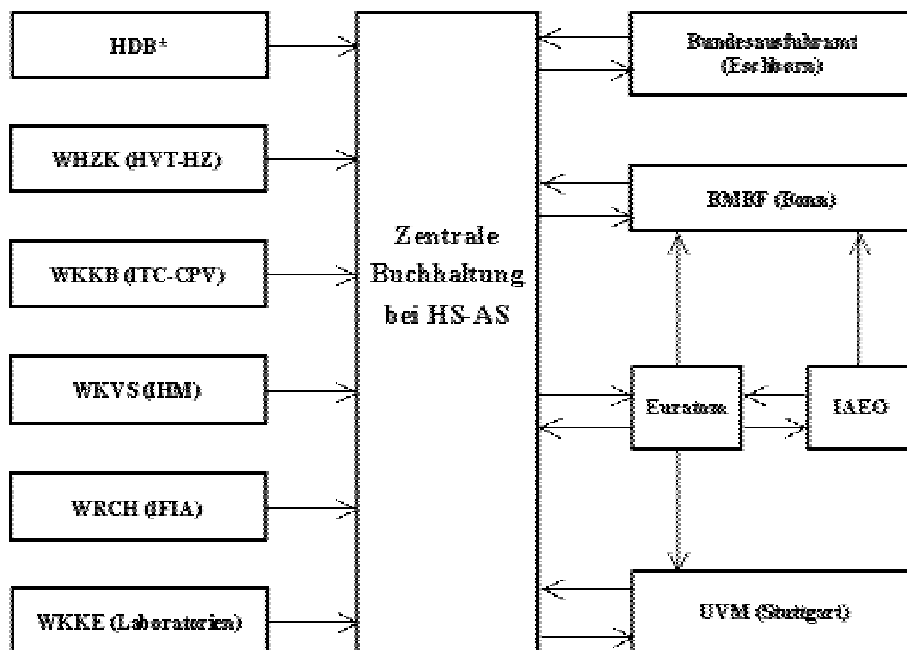 HDB*
WHZK (HVT-HZ)
WKKB (ITC-CPV)
WKVS (IHM)
WRCH (IFIA)
WKKE (Laboratorien)
Zentrale
Buchhaltung
bei HS-AS
Bundesausfuhramt
(Eschborn)
BMBF (Bonn)
Euratom
IAEO
UVM (Stuttgart)